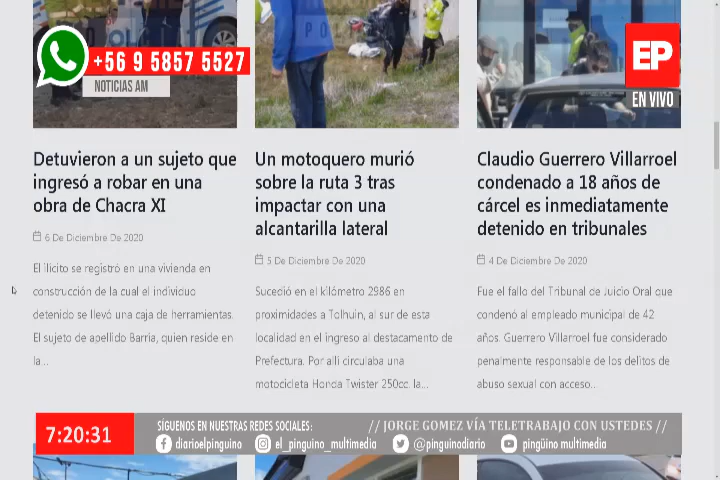 +56 9 5857 5527
NOTICIAS AM
EP
EN VIVO
Detuvieron a un sujeto que
ingresó a robar en una
obra de Chacra XI
6 De Diciembre De 2020
El ilícito se registró en una vivienda en
construcción de la cual el individuo
detenido se llevó una caja de herramientas.
El sujeto de apellido Barría, quien reside en
la...
Un motoquero murió
sobre la ruta 3 tras
impactar con una
alcantarilla lateral
5 De Diciembre De 2020
Sucedió en el kilómetro 2986 en
proximidades a Tolhuin, al sur de esta
localidad en el ingreso al destacamento de
Prefectura. Por allí circulaba una
motocicleta Honda Twister 250cc. la...
Claudio Guerrero Villarroel
condenado a 18 años de
cárcel es inmediatamente
detenido en tribunales
4 De Diciembre De 2020
Fue el fallo del Tribunal de Juicio Oral que
condenó al empleado municipal de 42
años. Guerrero Villarroel fue considerado
penalmente responsable de los delitos de
abuso sexual con acceso...
7:20:31
SÍGUENOS EN NUESTRAS REDES SOCIALES:
// JORGE GOMEZ VÍA TELETRABAJO CON USTEDES //
diarioelpinguino
el_pinguino_multimedia
@pinguinodiario
pingüino multimedia